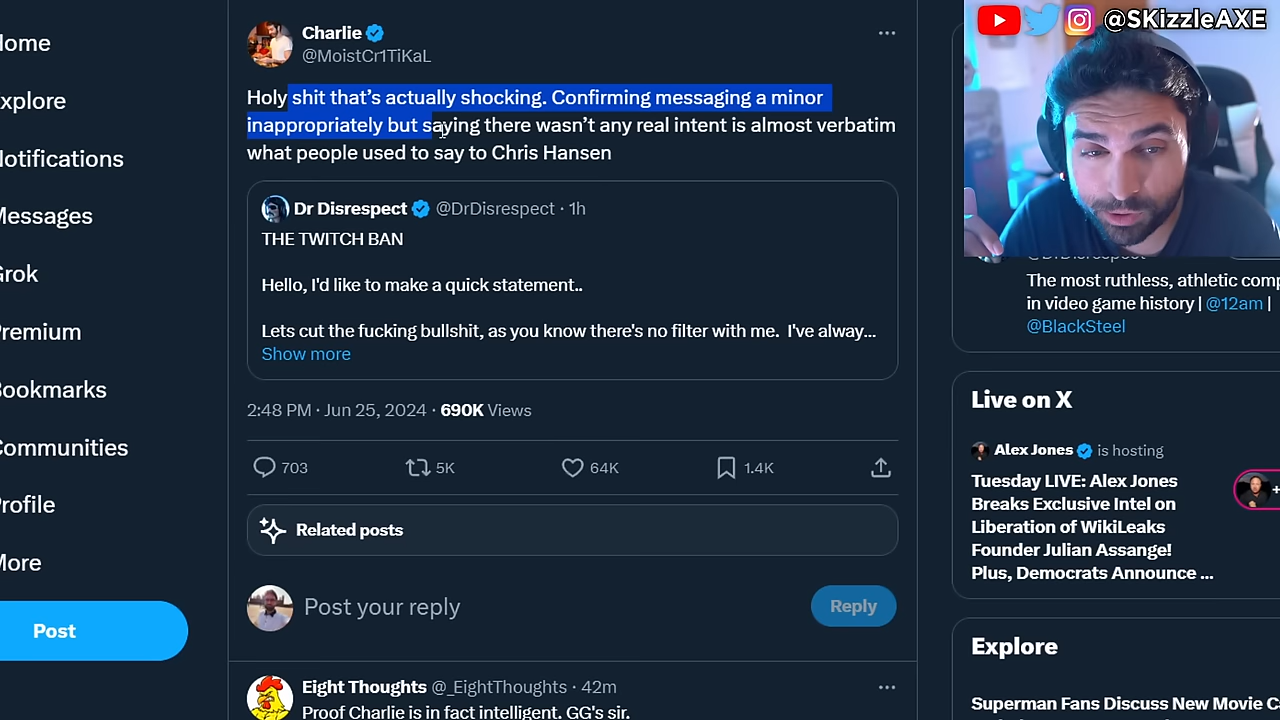 Home
Explore
Notifications
Messages
Grok
Premium
Bookmarks
Communities
Profile
More
Post
Charlie
@MoistCr1TiKaL
Holy shit that's actually shocking. Confirming messaging a minor
inappropriately but saying there wasn't any real intent is almost verbatim
what people used to say to Chris Hansen
Dr Disrespect @DrDisrespect · 1h
THE TWITCH BAN
Hello, I'd like to make a quick statement..
Lets cut the fucking bullshit, as you know there's no filter with me. I've alway...
Show more
2:48 PM · Jun 25, 2024 · 690K Views
703 5K 64K 1.4K
Related posts
Post your reply
Reply
Eight Thoughts @_EightThoughts · 42m
Proof Charlie is in fact intelligent. GG's sir.
@SKizzleAXE
@DrDisrespect
The most ruthless, athletic comp
in video game history | @12am |
@BlackSteel
Live on X
Alex Jones is hosting
Tuesday LIVE: Alex Jones
Breaks Exclusive Intel on
Liberation of WikiLeaks
Founder Julian Assange!
Plus, Democrats Announce ...
Explore
Superman Fans Discuss New Movie C